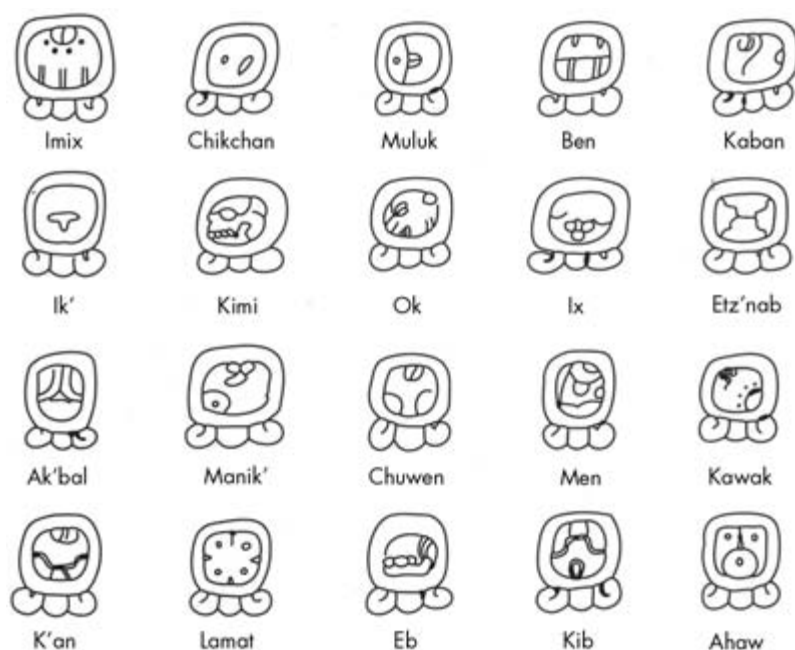 Imix Chikchan Muluk Ben Kaban
Ik’ Kimi Ok Ix Etz’nab
Ak’bal Manik’ Chuwen Men Kawak
K’an Lamat Eb Kib Ahaw